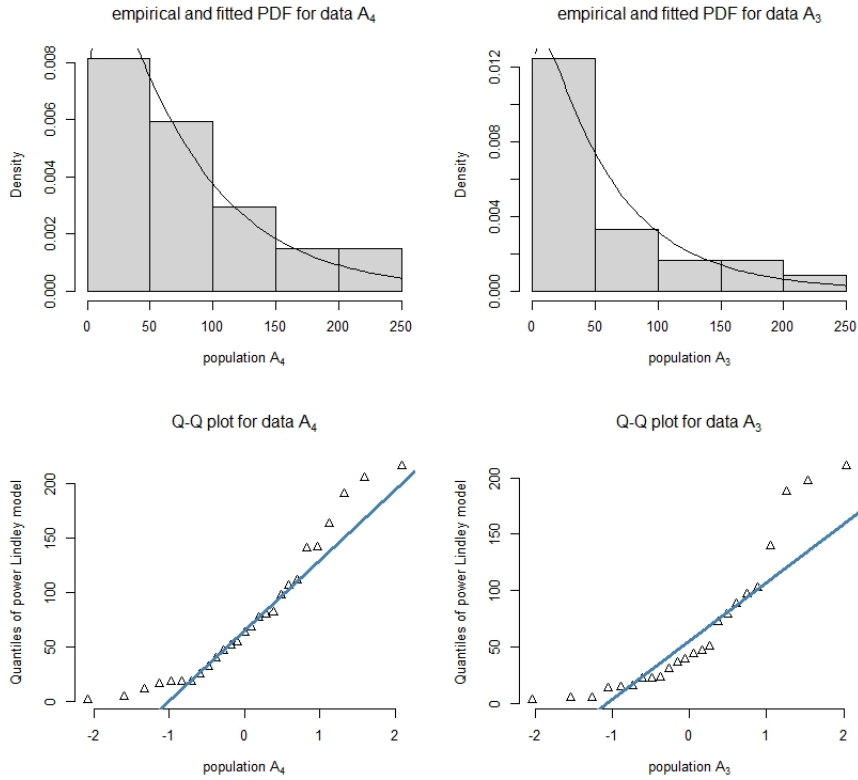 empirical and fitted PDF for data A₄
Density
0.000 0.002 0.004 0.006 0.008
0 50 100 150 200 250
population A₄
empirical and fitted PDF for data A₃
Density
0.000 0.004 0.008 0.012
0 50 100 150 200 250
population A₃
Q-Q plot for data A₄
Quantiles of power Lindley model
0 50 100 150 200
-2 -1 0 1 2
population A₄
Q-Q plot for data A₃
Quantiles of power Lindley model
0 50 100 150 200
-2 -1 0 1 2
population A₃